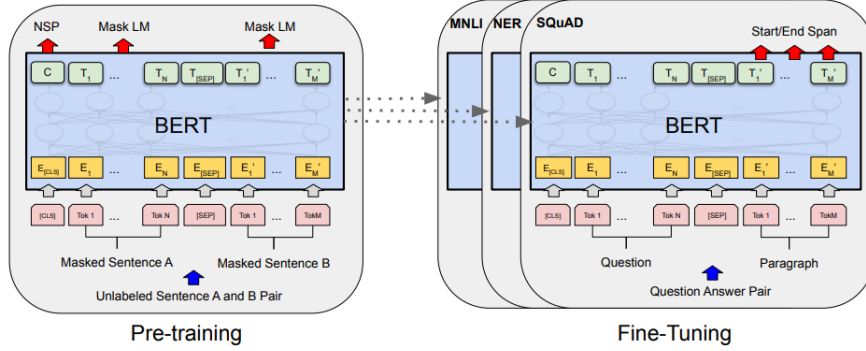 NSP Mask LM Mask LM
C T1 ... TN T[SEP] T1' ... TM'
BERT
E[CLS] E1 ... EN E[SEP] E1' ... EM'
[CLS] Tok 1 ... Tok N [SEP] Tok 1 ... TokM
Masked Sentence A Masked Sentence B
Unlabeled Sentence A and B Pair
Pre-training
MNLI NER SQuAD
Start/End Span
C T1 ... TN T[SEP] T1' ... TM'
BERT
E[CLS] E1 ... EN E[SEP] E1' ... EM'
[CLS] Tok 1 ... Tok N [SEP] Tok 1 ... TokM
Question Paragraph
Question Answer Pair
Fine-Tuning